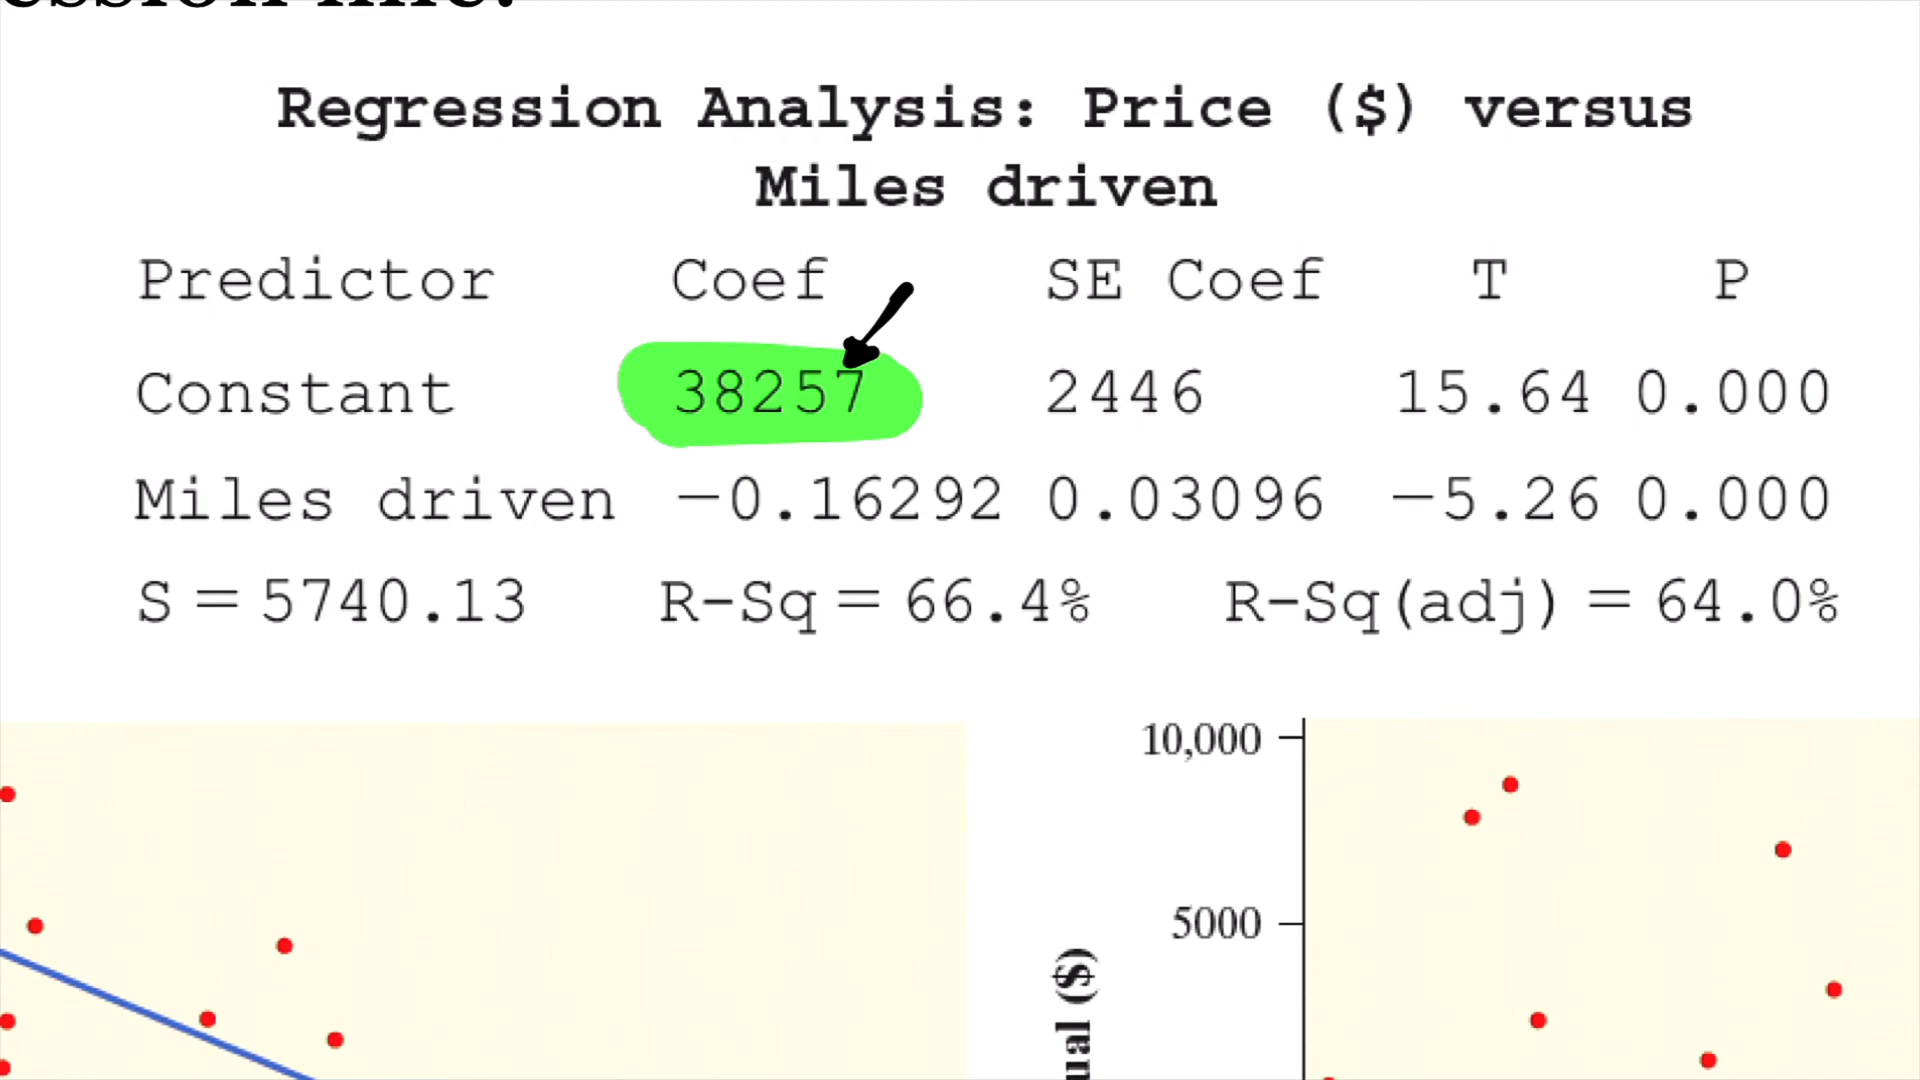 Regression Analysis: Price ($) versus
Miles driven
Predictor Coef SE Coef T P
Constant 38257 2446 15.64 0.000
Miles driven −0.16292 0.03096 −5.26 0.000
S = 5740.13 R-Sq = 66.4% R-Sq(adj) = 64.0%
10,000
5000
($)